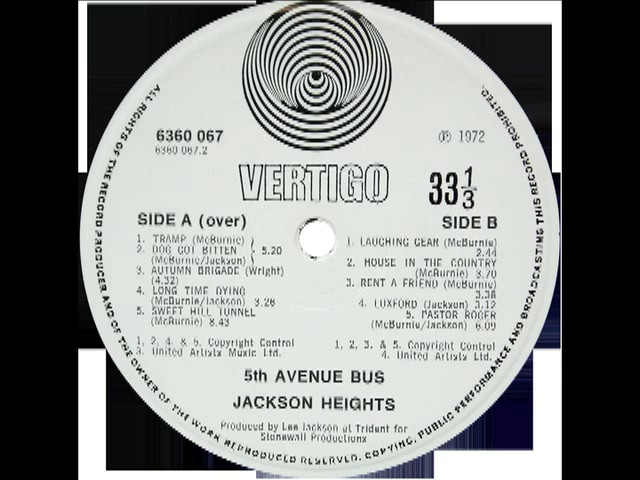 6360 067
6360 067.2
℗ 1972
VERTIGO
33 1/3
SIDE A (over)
1. TRAMP (McBurnie)
2. DOG GOT BITTEN (McBurnie/Jackson) } 5.20
3. AUTUMN BRIGADE (Wright) (4.32)
4. LONG TIME DYING
(McBurnie/Jackson) 3.28
5. SWEET HILL TUNNEL
(McBurnie) 8.43
1, 2, 4, & 5. Copyright Control
3. United Artists Music Ltd.
SIDE B
1. LAUGHING GEAR (McBurnie)
2.44
2. HOUSE IN THE COUNTRY
(McBurnie) 3.70
3. RENT A FRIEND (McBurnie)
3.38
4. LUXFORD (Jackson) 3.12
5. PASTOR ROGER
(McBurnie/Jackson) 6.09
1, 2, 3, & 5. Copyright Control
4. United Artists Ltd.
5th AVENUE BUS
JACKSON HEIGHTS
Produced by Lee Jackson at Trident for
Stonewall Productions
ALL RIGHTS OF THE RECORD PRODUCER AND OF THE OWNER OF THE WORK REPRODUCED RESERVED. COPYING, PUBLIC PERFORMANCE AND BROADCASTING THIS RECORD PROHIBITED.